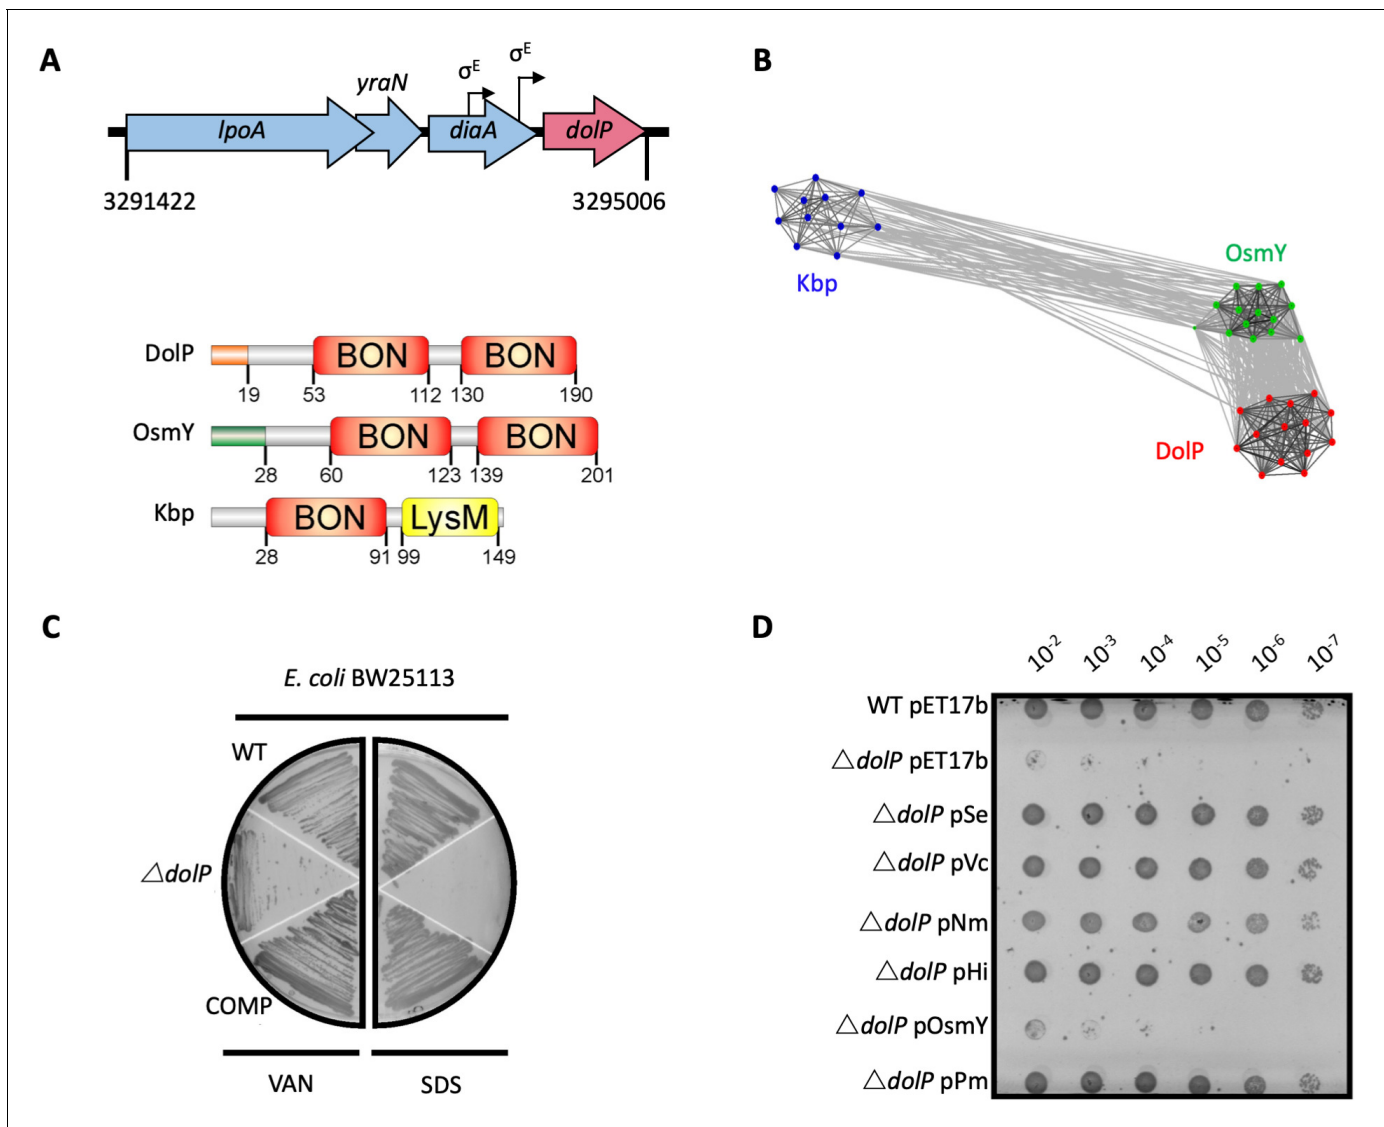 A
σE
σE
yraN
lpoA
diaA
dolP
3291422
3295006
DolP
BON
BON
19
53
112
130
190
OsmY
BON
BON
28
60
123
139
201
Kbp
BON
LysM
28
91
99
149
B
Kbp
OsmY
DolP
C
E. coli BW25113
WT
△dolP
COMP
VAN
SDS
D
10-2
10-3
10-4
10-5
10-6
10-7
WT pET17b
△dolP pET17b
△dolP pSe
△dolP pVc
△dolP pNm
△dolP pHi
△dolP pOsmY
△dolP pPm